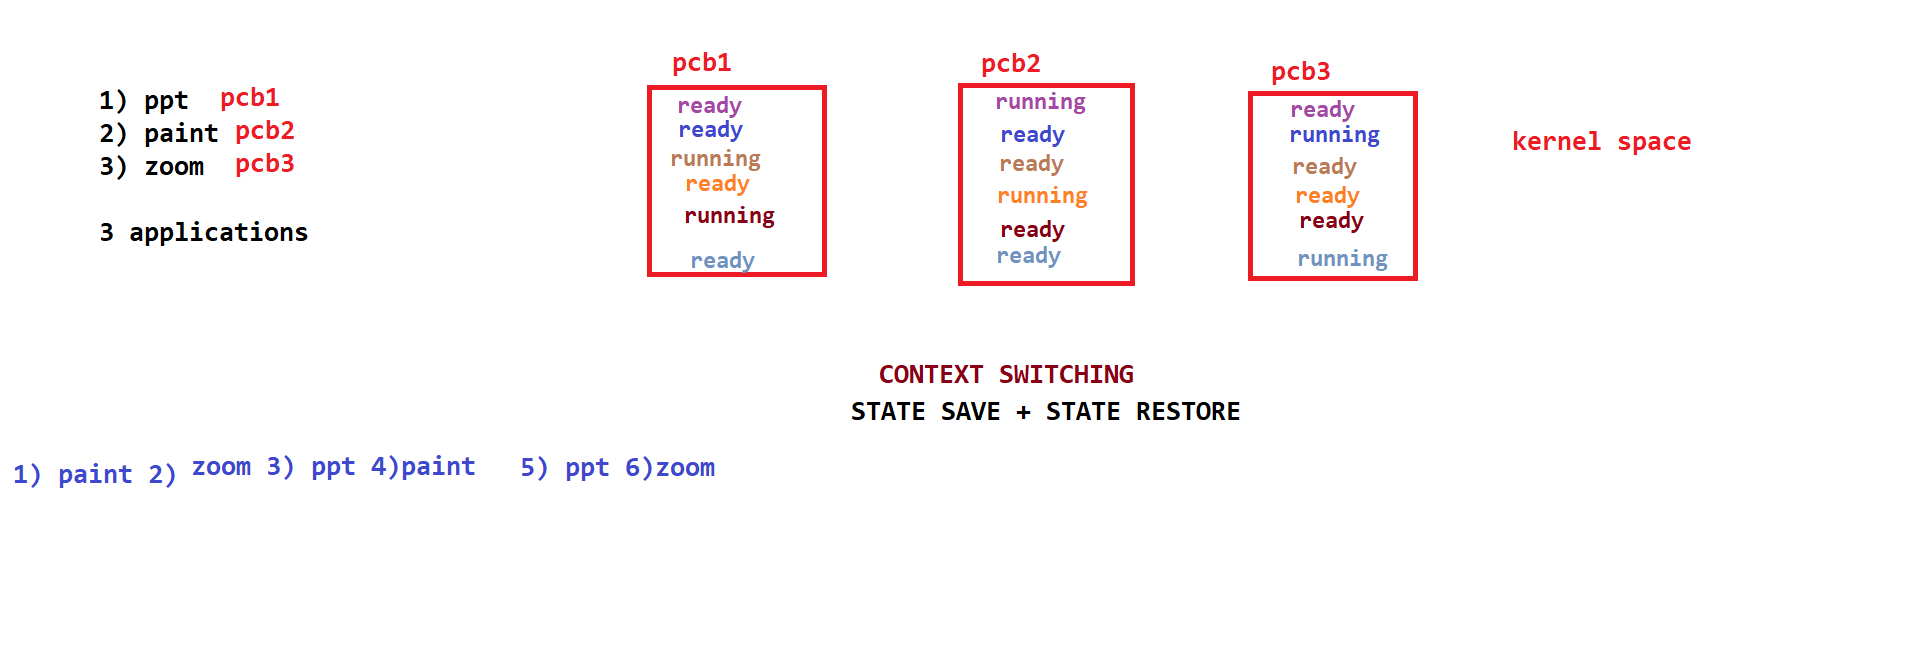 1) ppt pcb1
2) paint pcb2
3) zoom pcb3
3 applications
pcb1
ready
ready
running
ready
running
ready
pcb2
running
ready
ready
running
ready
ready
pcb3
ready
running
ready
ready
ready
running
kernel space
CONTEXT SWITCHING
STATE SAVE + STATE RESTORE
1) paint 2) zoom 3) ppt 4)paint 5) ppt 6)zoom